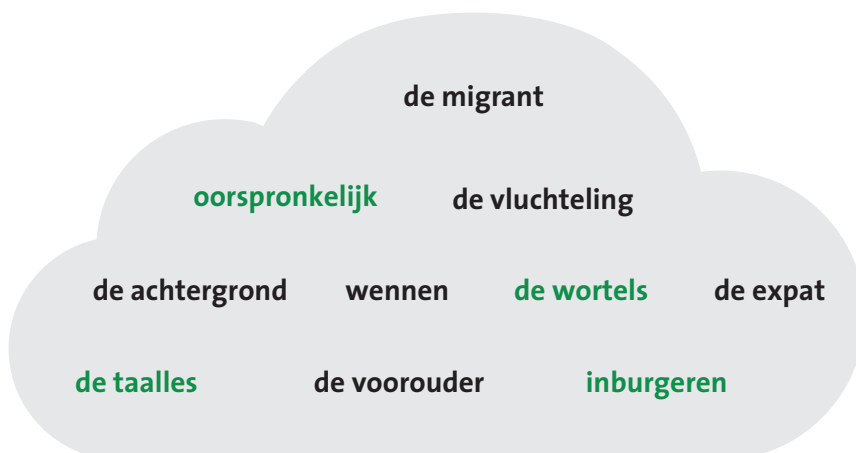 de migrant
oorspronkelijk de vluchteling
de achtergrond wennen de wortels de expat
de taalles de voorouder inburgeren